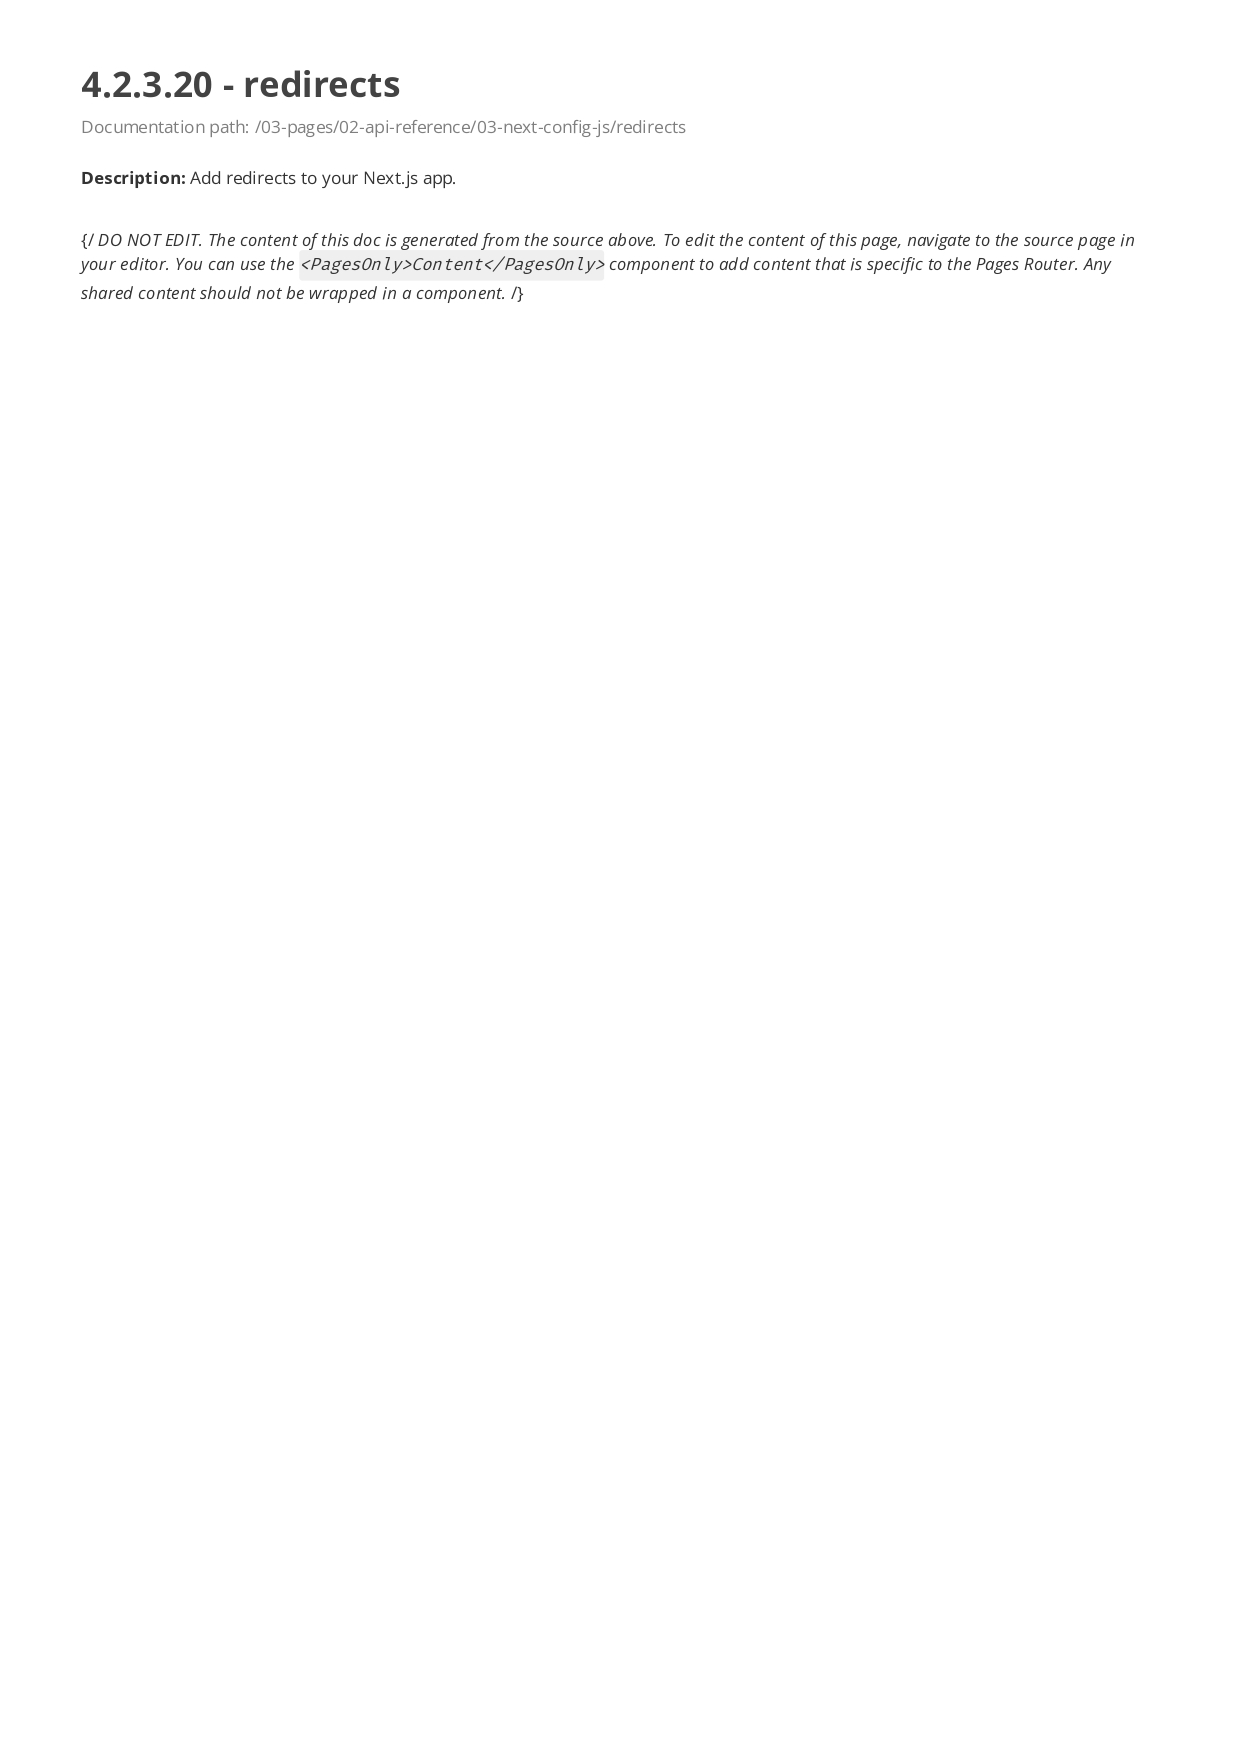 4.2.3.20 - redirects
Documentation path: /03-pages/02-api-reference/03-next-config-js/redirects
Description: Add redirects to your Next.js app.
{/ DO NOT EDIT. The content of this doc is generated from the source above. To edit the content of this page, navigate to the source page in
your editor. You can use the <PagesOnly>Content</PagesOnly> component to add content that is specific to the Pages Router. Any
shared content should not be wrapped in a component. /}